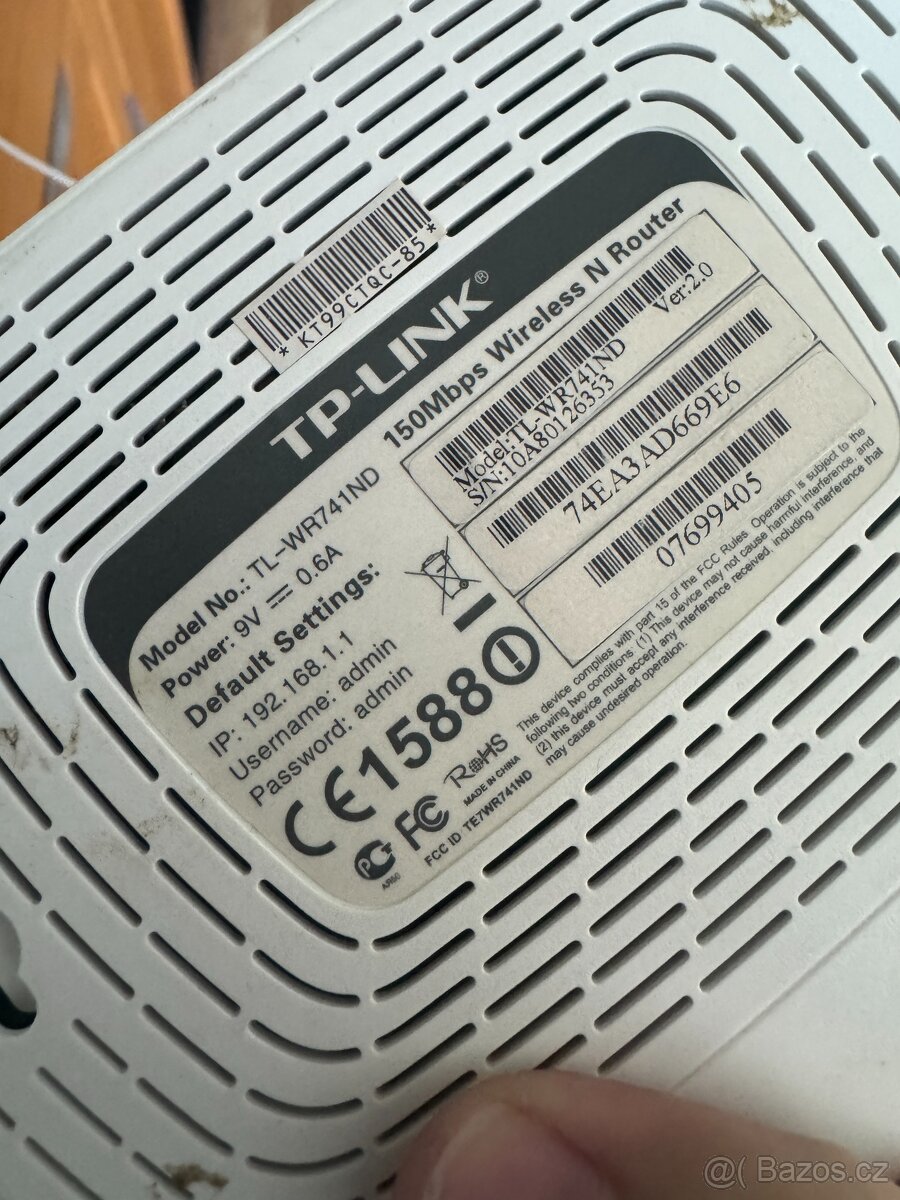 *KT99CTQC-85*
TP-LINK®
150Mbps Wireless N Router
Model:TL-WR741ND Ver:2.0
S/N:10A80126353
74EA3AD669E6
07699405
Model No.: TL-WR741ND
Power: 9V ⎓ 0.6A
Default Settings:
IP: 192.168.1.1
Username: admin
Password: admin
CE1588
FC RoHS
MADE IN CHINA
FCC ID TE7WR741ND
This device complies with part 15 of the FCC Rules. Operation is subject to the
following two conditions: (1) This device may not cause harmful interference, and
(2) this device must accept any interference received, including interference that
may cause undesired operation.
@( Bazos.cz